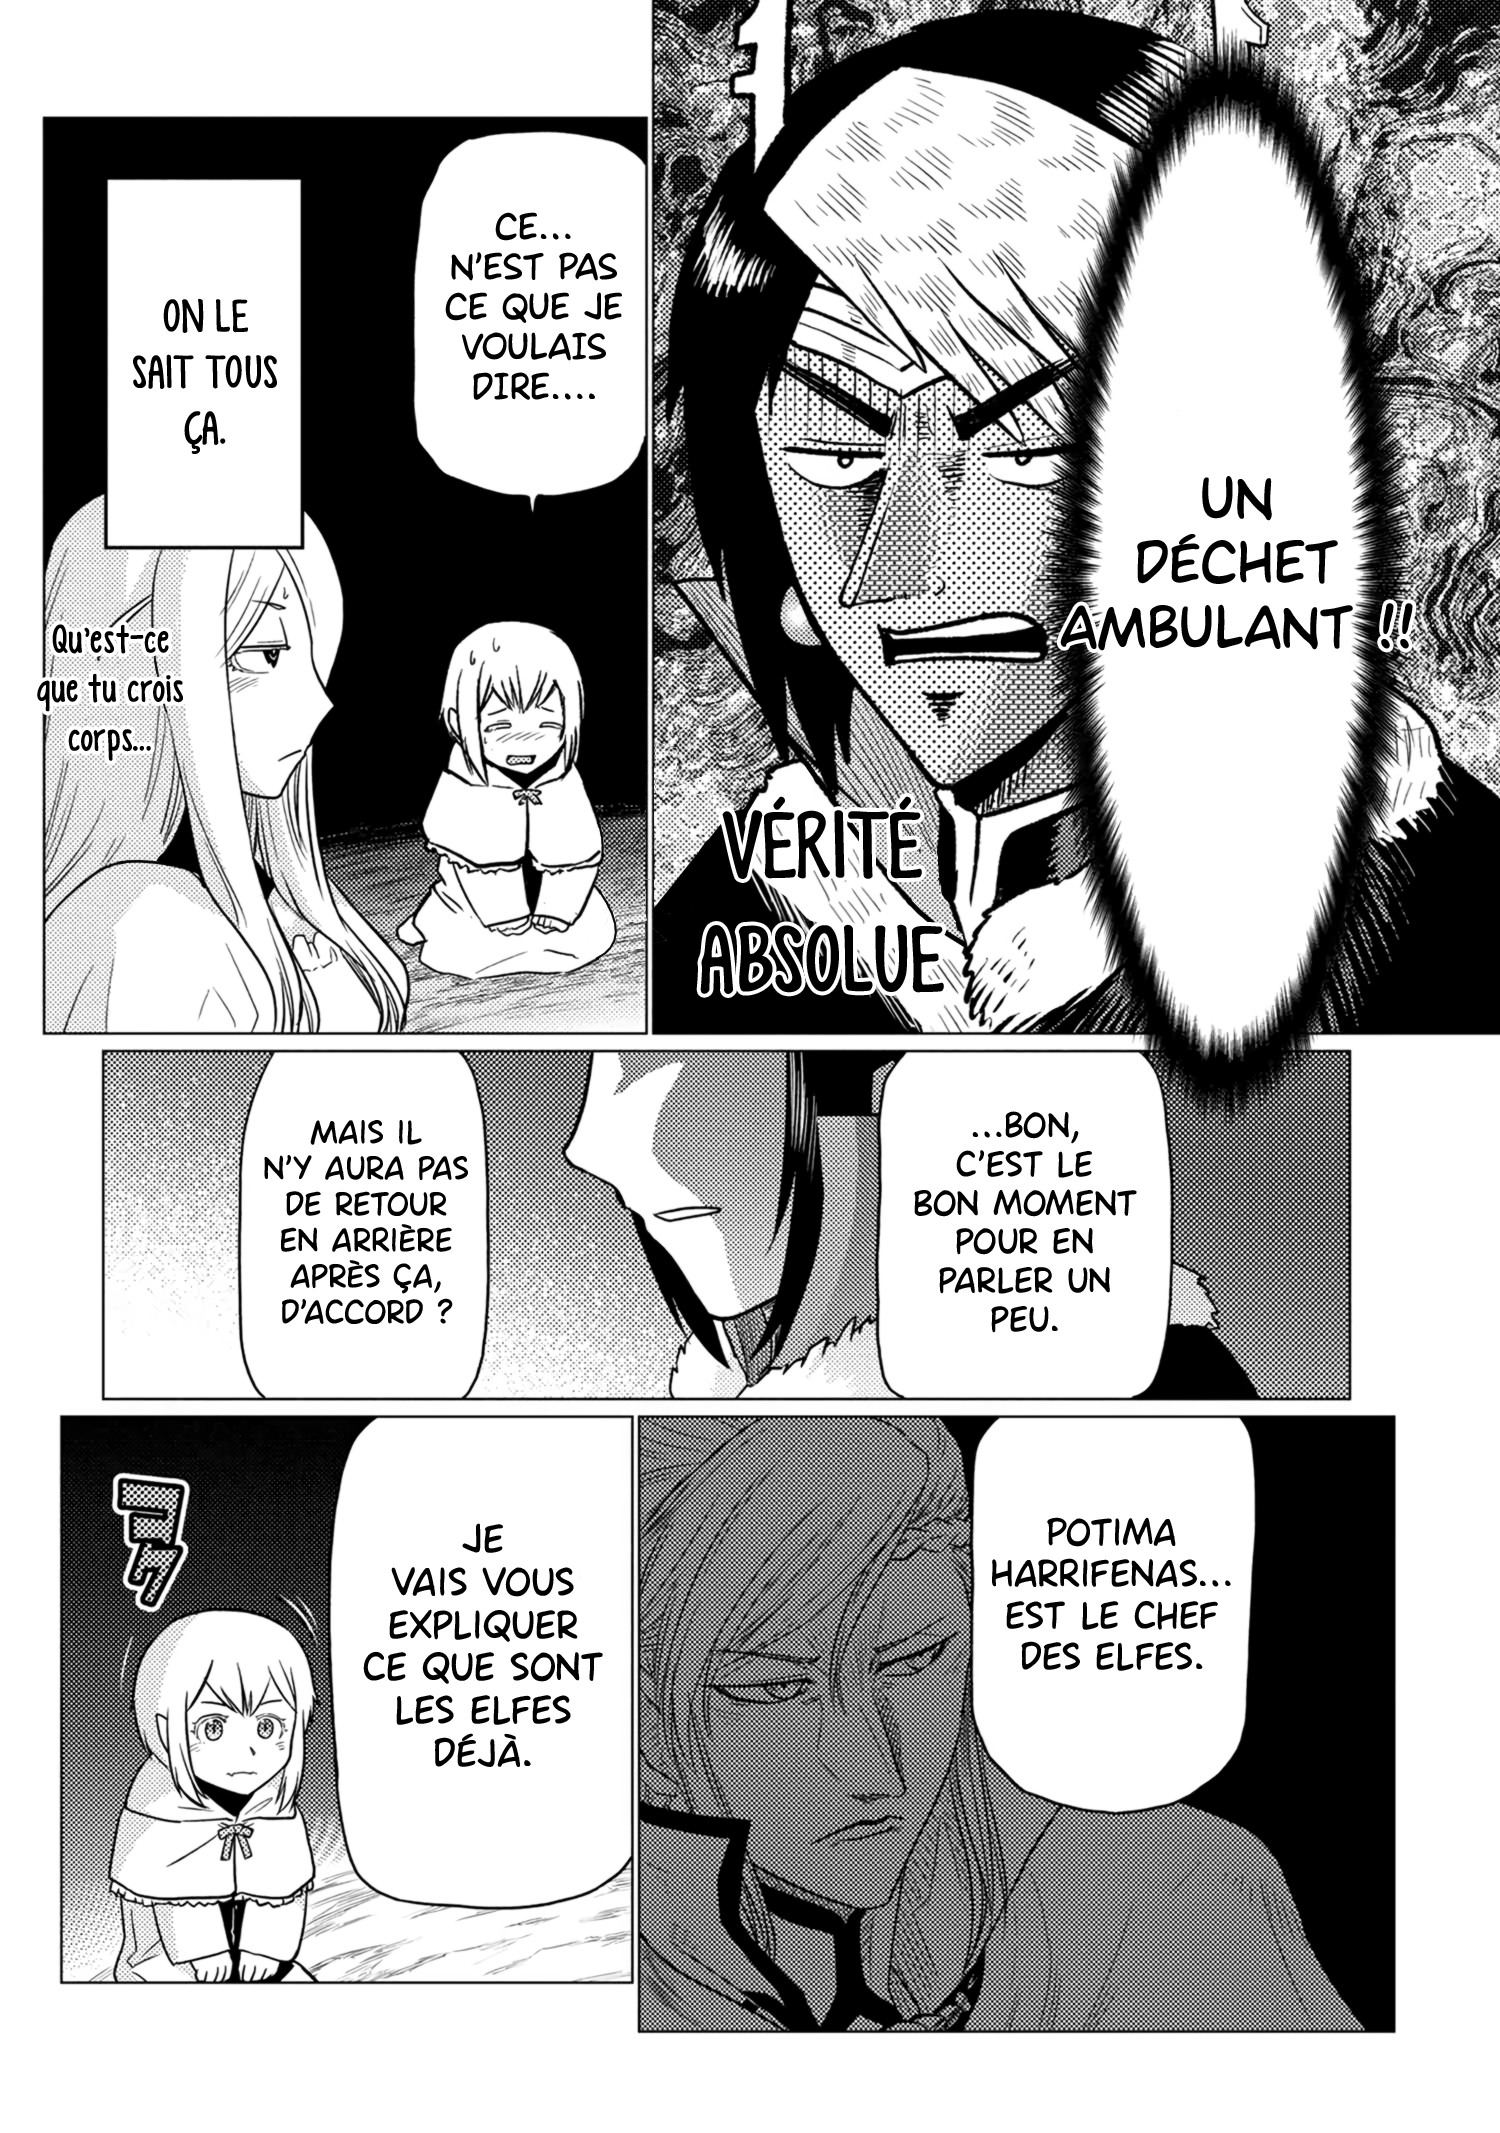 UN
DÉCHET
AMBULANT !!
VÉRITÉ
ABSOLUE
CE...
N'EST PAS
CE QUE JE
VOULAIS
DIRE....
ON LE
SAIT TOUS
ÇA.
Qu'est-ce
que tu crois
corps...
...BON,
C'EST LE
BON MOMENT
POUR EN
PARLER UN
PEU.
MAIS IL
N'Y AURA PAS
DE RETOUR
EN ARRIÈRE
APRÈS ÇA,
D'ACCORD ?
POTIMA
HARRIFENAS...
EST LE CHEF
DES ELFES.
JE
VAIS VOUS
EXPLIQUER
CE QUE SONT
LES ELFES
DÉJÀ.
コク